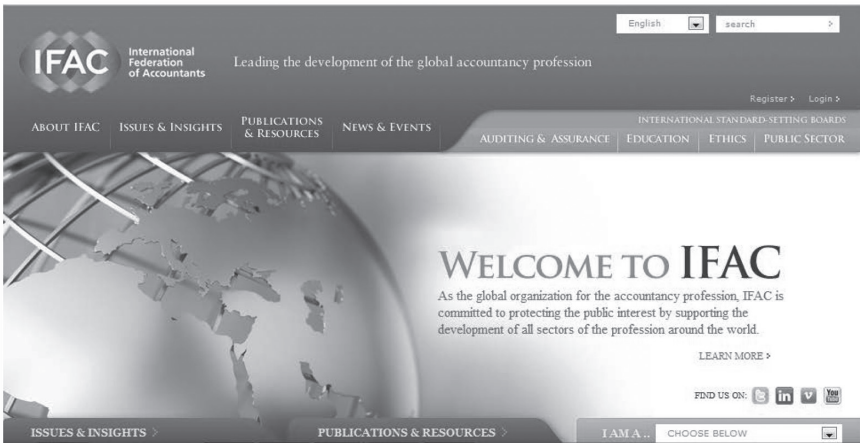 English
search >
IFAC
International
Federation
of Accountants
Leading the development of the global accountancy profession
Register > Login >
ABOUT IFAC
ISSUES & INSIGHTS
PUBLICATIONS
& RESOURCES
NEWS & EVENTS
INTERNATIONAL STANDARD-SETTING BOARDS
AUDITING & ASSURANCE
EDUCATION
ETHICS
PUBLIC SECTOR
WELCOME TO IFAC
As the global organization for the accountancy profession, IFAC is
committed to protecting the public interest by supporting the
development of all sectors of the profession around the world.
LEARN MORE >
FIND US ON: in v You
ISSUES & INSIGHTS >
PUBLICATIONS & RESOURCES >
I AM A .. CHOOSE BELOW